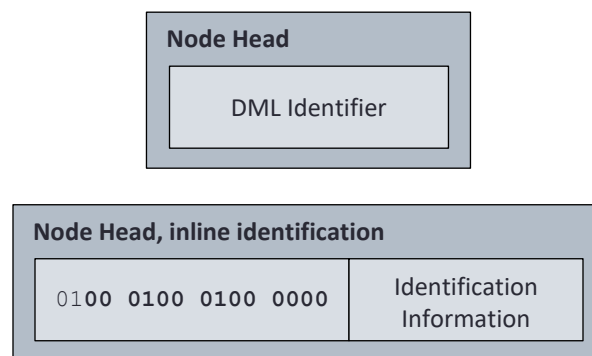 Node Head
DML Identifier
Node Head, inline identification
0100 0100 0100 0000
Identification
Information